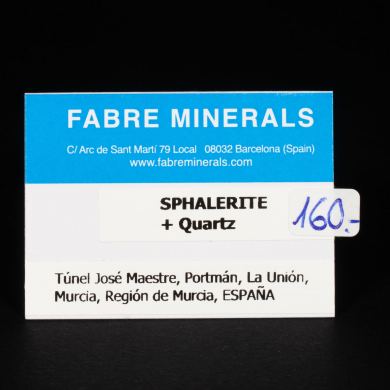 FABRE MINERALS
C/ Arc de Sant Martí 79 Local 08032 Barcelona (Spain)
www.fabreminerals.com
SPHALERITE
+ Quartz
160.-
Túnel José Maestre, Portmán, La Unión,
Murcia, Región de Murcia, ESPAÑA